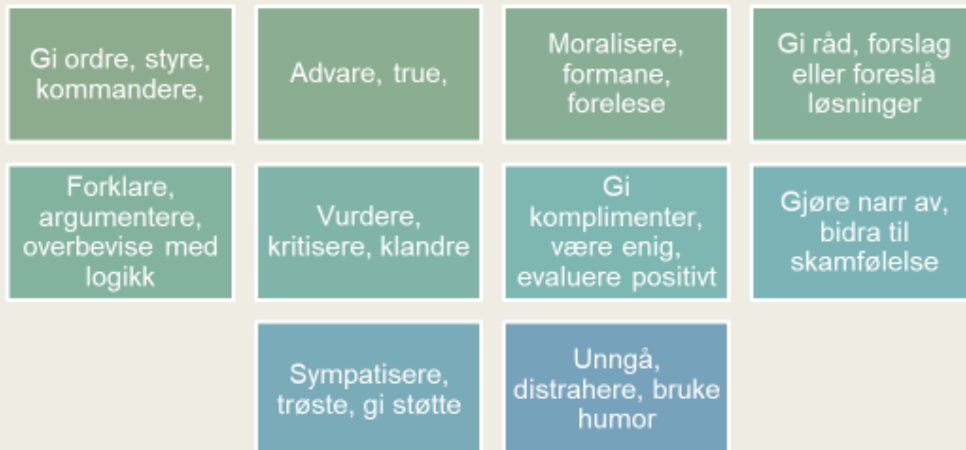 Gi ordre, styre,
kommandere,
Advare, true,
Moralisere,
formane,
forelese
Gi råd, forslag
eller foreslå
løsninger
Forklare,
argumentere,
overbevise med
logikk
Vurdere,
kritisere, klandre
Gi
komplimenter,
være enig,
evaluere positivt
Gjøre narr av,
bidra til
skamfølelse
Sympatisere,
trøste, gi støtte
Unngå,
distrahere, bruke
humor